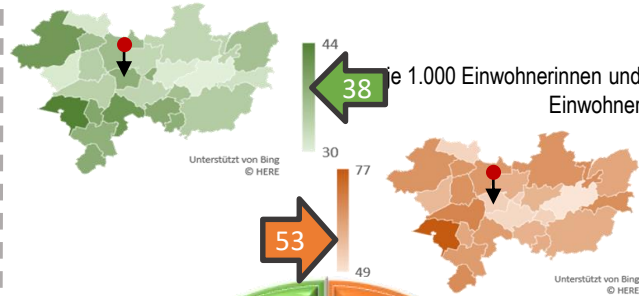 44
38
je 1.000 Einwohnerinnen und
Einwohner
30
Unterstützt von Bing
© HERE
77
53
49
Unterstützt von Bing
© HERE